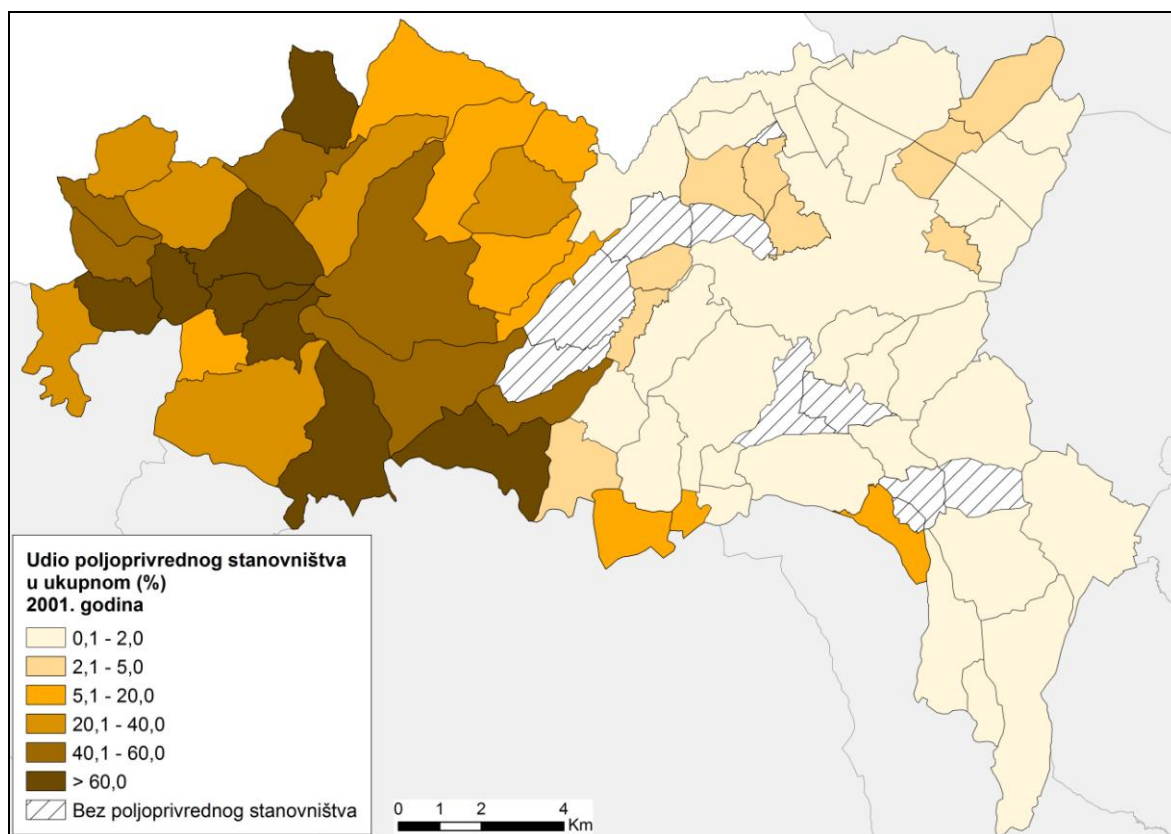 Udio poljoprivrednog stanovništva
u ukupnom (%)
2001. godina
0,1 - 2,0
2,1 - 5,0
5,1 - 20,0
20,1 - 40,0
40,1 - 60,0
> 60,0
Bez poljoprivrednog stanovništva
0 1 2 4
Km